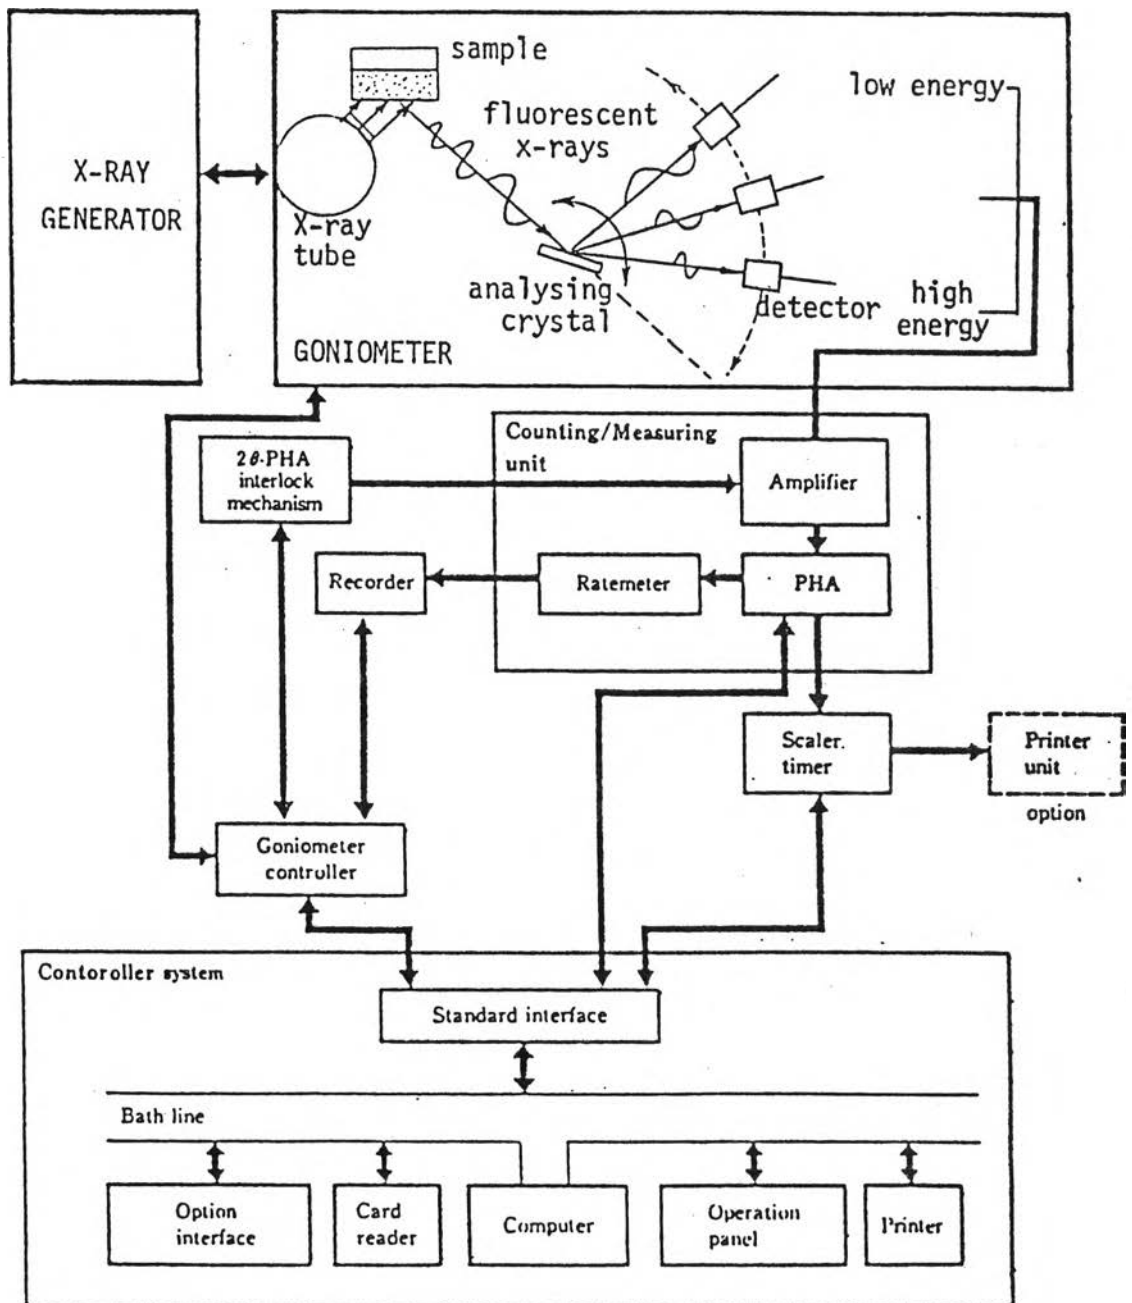 sample
low energy
fluorescent
x-rays
X-RAY
GENERATOR
X-ray
tube
analysing
crystal
detector
high
energy
GONIOMETER
Counting/Measuring
unit
2θ-PHA
interlock
mechanism
Amplifier
Recorder
Ratemeter
PHA
Scaler.
timer
Printer
unit
option
Goniometer
controller
Contoroller system
Standard interface
Bath line
Option
interface
Card
reader
Computer
Operation
panel
Printer